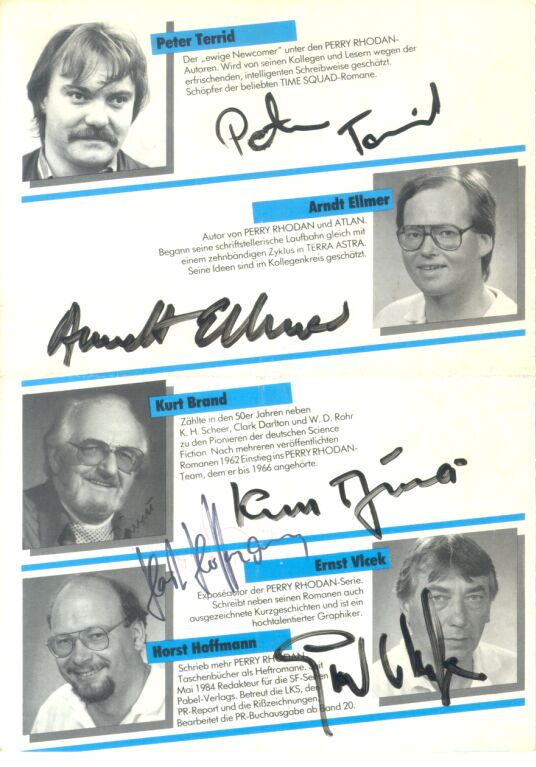 Peter Terrid
Der „ewige Newcomer" unter den PERRY RHODAN-
Autoren. Wird von seinen Kollegen und Lesern wegen der
erfrischenden, intelligenten Schreibweise geschätzt.
Schöpfer der beliebten TIME SQUAD-Romane.
Peter Terrid
Arndt Ellmer
Autor von PERRY RHODAN und ATLAN.
Begann seine schriftstellerische Laufbahn gleich mit
einem zehnbändigen Zyklus in TERRA ASTRA.
Seine Ideen sind im Kollegenkreis geschätzt.
Arndt Ellmer
Kurt Brand
Zählte in den 50er Jahren neben
K. H. Scheer, Clark Darlton und W. D. Rohr
zu den Pionieren der deutschen Science
Fiction. Nach mehreren veröffentlichten
Romanen 1962 Einstieg ins PERRY RHODAN-
Team, dem er bis 1966 angehörte.
Kurt Brand
Horst Hoffmann
Ernst Vlcek
Exposéautor der PERRY RHODAN-Serie.
Schreibt neben seinen Romanen auch
ausgezeichnete Kurzgeschichten und ist ein
hochtalentierter Graphiker.
Ernst Vlcek
Horst Hoffmann
Schrieb mehr PERRY RHODAN
Taschenbücher als Heftromane. Seit
Mai 1984 Redakteur für die SF-Serien
Pabel-Verlags. Betreut die LKS, den
PR-Report und die Rißzeichnungen.
Bearbeitet die PR-Buchausgabe ab Band 20.